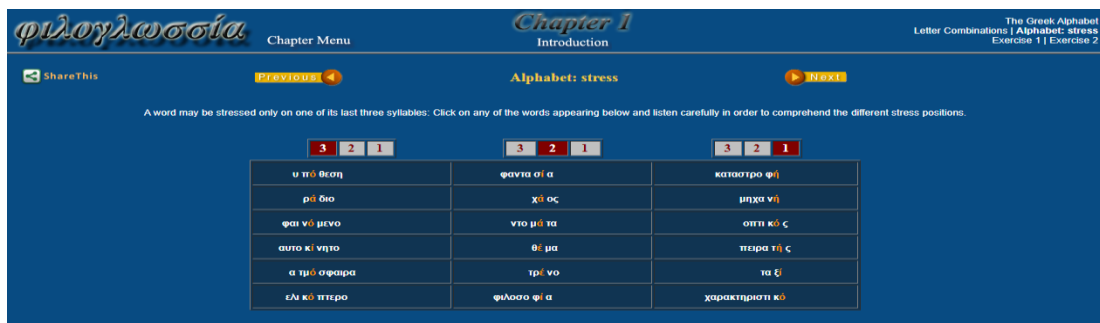 φιλογλωσσία
Chapter Menu
Chapter 1
Introduction
The Greek Alphabet
Letter Combinations | Alphabet: stress
Exercise 1 | Exercise 2
ShareThis
Previous
Alphabet: stress
Next
A word may be stressed only on one of its last three syllables: Click on any of the words appearing below and listen carefully in order to comprehend the different stress positions.
3 2 1 3 2 1 3 2 1
υ πό θεση φαντα σί α καταστρο φή
ρά διο χά ος μηχα νή
φαι νό μενο ντο μά τα οπτι κό ς
αυτο κί νητο θέ μα πειρα τή ς
α τμό σφαιρα τρέ νο τα ξί
ελι κό πτερο φιλοσο φί α χαρακτηριστι κό